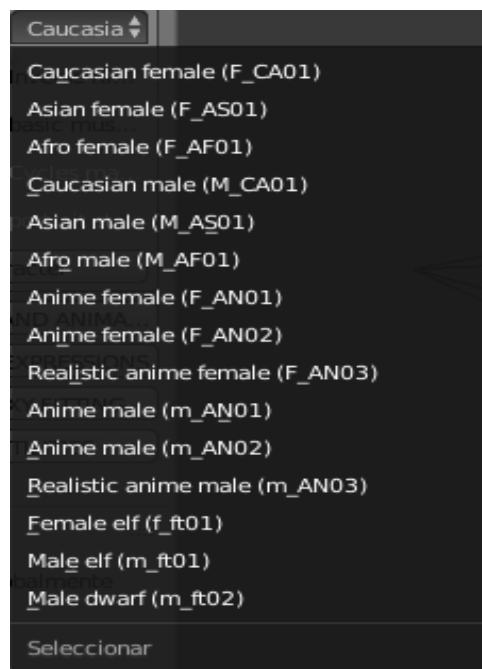 Caucasia
Caucasian female (F_CA01)
Asian female (F_AS01)
Afro female (F_AF01)
Caucasian male (M_CA01)
Asian male (M_AS01)
Afro male (M_AF01)
Anime female (F_AN01)
Anime female (F_AN02)
Realistic anime female (F_AN03)
Anime male (m_AN01)
Anime male (m_AN02)
Realistic anime male (m_AN03)
Female elf (f_ft01)
Male elf (m_ft01)
Male dwarf (m_ft02)
Seleccionar